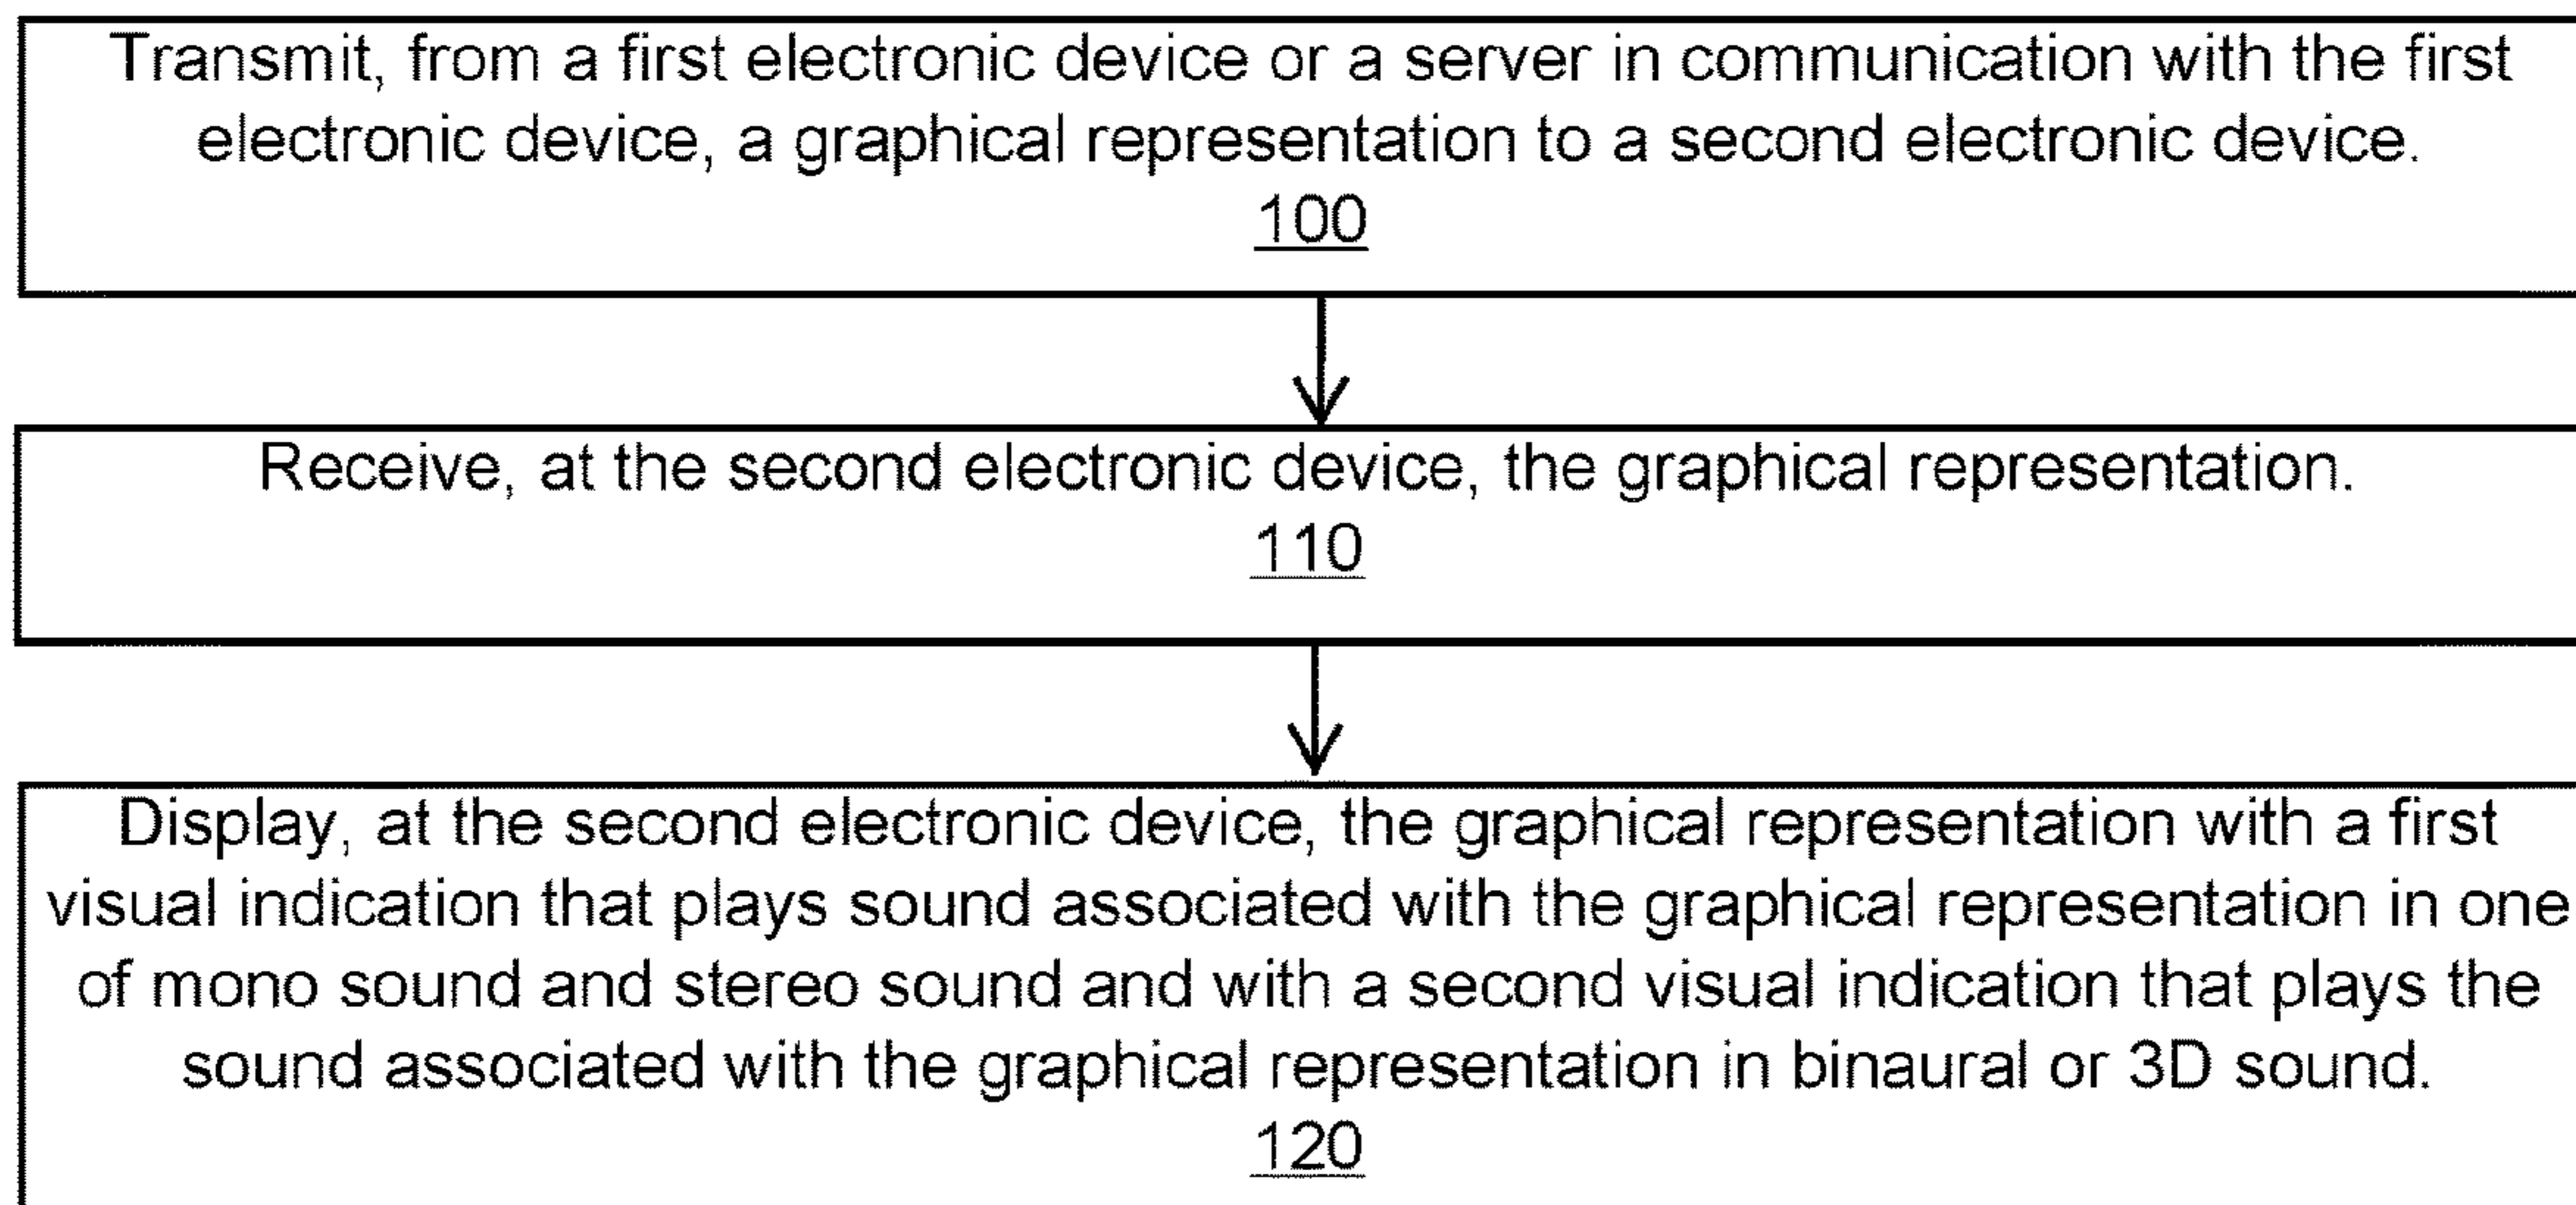 Transmit, from a first electronic device or a server in communication with the first
electronic device, a graphical representation to a second electronic device.
100
Receive, at the second electronic device, the graphical representation.
110
Display, at the second electronic device, the graphical representation with a first
visual indication that plays sound associated with the graphical representation in one
of mono sound and stereo sound and with a second visual indication that plays the
sound associated with the graphical representation in binaural or 3D sound.
120